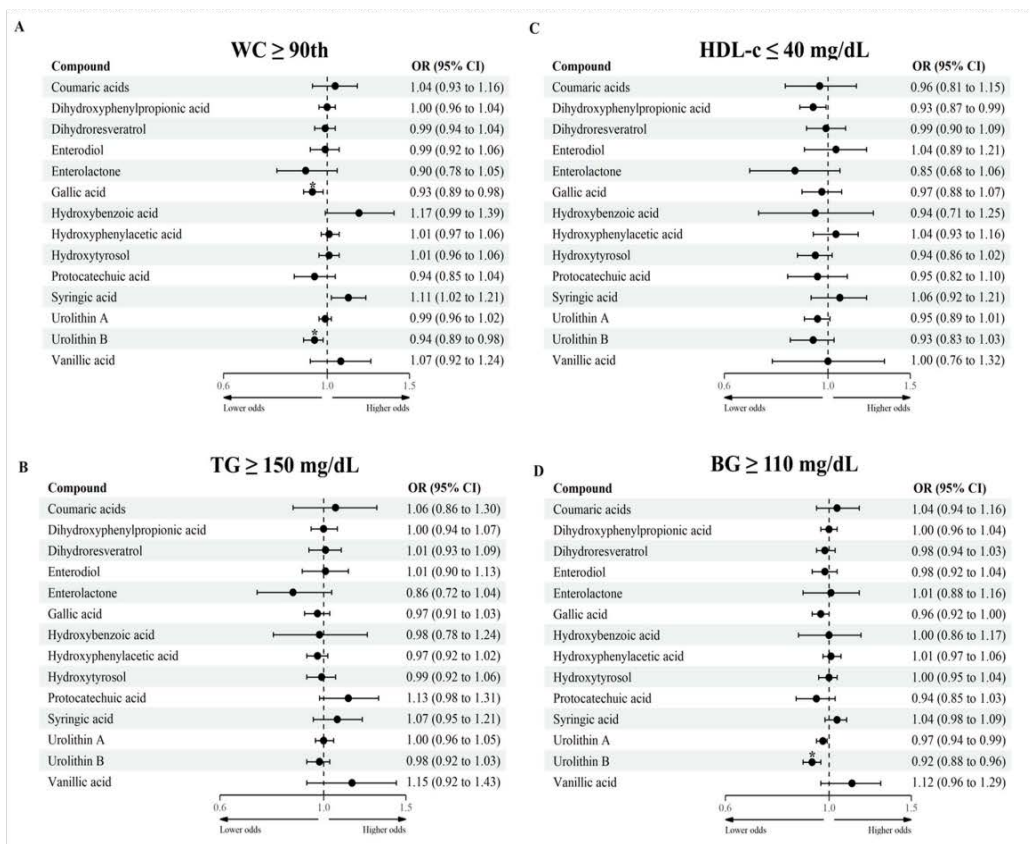 A
WC ≥ 90th
Compound OR (95% CI)
Coumaric acids 1.04 (0.93 to 1.16)
Dihydroxyphenylpropionic acid 1.00 (0.96 to 1.04)
Dihydroresveratrol 0.99 (0.94 to 1.04)
Enterodiol 0.99 (0.92 to 1.06)
Enterolactone 0.90 (0.78 to 1.05)
Gallic acid * 0.93 (0.89 to 0.98)
Hydroxybenzoic acid 1.17 (0.99 to 1.39)
Hydroxyphenylacetic acid 1.01 (0.97 to 1.06)
Hydroxytyrosol 1.01 (0.96 to 1.06)
Protocatechuic acid 0.94 (0.85 to 1.04)
Syringic acid 1.11 (1.02 to 1.21)
Urolithin A 0.99 (0.96 to 1.02)
Urolithin B * 0.94 (0.89 to 0.98)
Vanillic acid 1.07 (0.92 to 1.24)
0.6 1.0 1.5
Lower odds Higher odds
C
HDL-c ≤ 40 mg/dL
Compound OR (95% CI)
Coumaric acids 0.96 (0.81 to 1.15)
Dihydroxyphenylpropionic acid 0.93 (0.87 to 0.99)
Dihydroresveratrol 0.99 (0.90 to 1.09)
Enterodiol 1.04 (0.89 to 1.21)
Enterolactone 0.85 (0.68 to 1.06)
Gallic acid 0.97 (0.88 to 1.07)
Hydroxybenzoic acid 0.94 (0.71 to 1.25)
Hydroxyphenylacetic acid 1.04 (0.93 to 1.16)
Hydroxytyrosol 0.94 (0.86 to 1.02)
Protocatechuic acid 0.95 (0.82 to 1.10)
Syringic acid 1.06 (0.92 to 1.21)
Urolithin A 0.95 (0.89 to 1.01)
Urolithin B 0.93 (0.83 to 1.03)
Vanillic acid 1.00 (0.76 to 1.32)
0.6 1.0 1.5
Lower odds Higher odds
B
TG ≥ 150 mg/dL
Compound OR (95% CI)
Coumaric acids 1.06 (0.86 to 1.30)
Dihydroxyphenylpropionic acid 1.00 (0.94 to 1.07)
Dihydroresveratrol 1.01 (0.93 to 1.09)
Enterodiol 1.01 (0.90 to 1.13)
Enterolactone 0.86 (0.72 to 1.04)
Gallic acid 0.97 (0.91 to 1.03)
Hydroxybenzoic acid 0.98 (0.78 to 1.24)
Hydroxyphenylacetic acid 0.97 (0.92 to 1.02)
Hydroxytyrosol 0.99 (0.92 to 1.06)
Protocatechuic acid 1.13 (0.98 to 1.31)
Syringic acid 1.07 (0.95 to 1.21)
Urolithin A 1.00 (0.96 to 1.05)
Urolithin B 0.98 (0.92 to 1.03)
Vanillic acid 1.15 (0.92 to 1.43)
0.6 1.0 1.5
Lower odds Higher odds
D
BG ≥ 110 mg/dL
Compound OR (95% CI)
Coumaric acids 1.04 (0.94 to 1.16)
Dihydroxyphenylpropionic acid 1.00 (0.96 to 1.04)
Dihydroresveratrol 0.98 (0.94 to 1.03)
Enterodiol 0.98 (0.92 to 1.04)
Enterolactone 1.01 (0.88 to 1.16)
Gallic acid 0.96 (0.92 to 1.00)
Hydroxybenzoic acid 1.00 (0.86 to 1.17)
Hydroxyphenylacetic acid 1.01 (0.97 to 1.06)
Hydroxytyrosol 1.00 (0.95 to 1.04)
Protocatechuic acid 0.94 (0.85 to 1.03)
Syringic acid 1.04 (0.98 to 1.09)
Urolithin A 0.97 (0.94 to 0.99)
Urolithin B * 0.92 (0.88 to 0.96)
Vanillic acid 1.12 (0.96 to 1.29)
0.6 1.0 1.5
Lower odds Higher odds